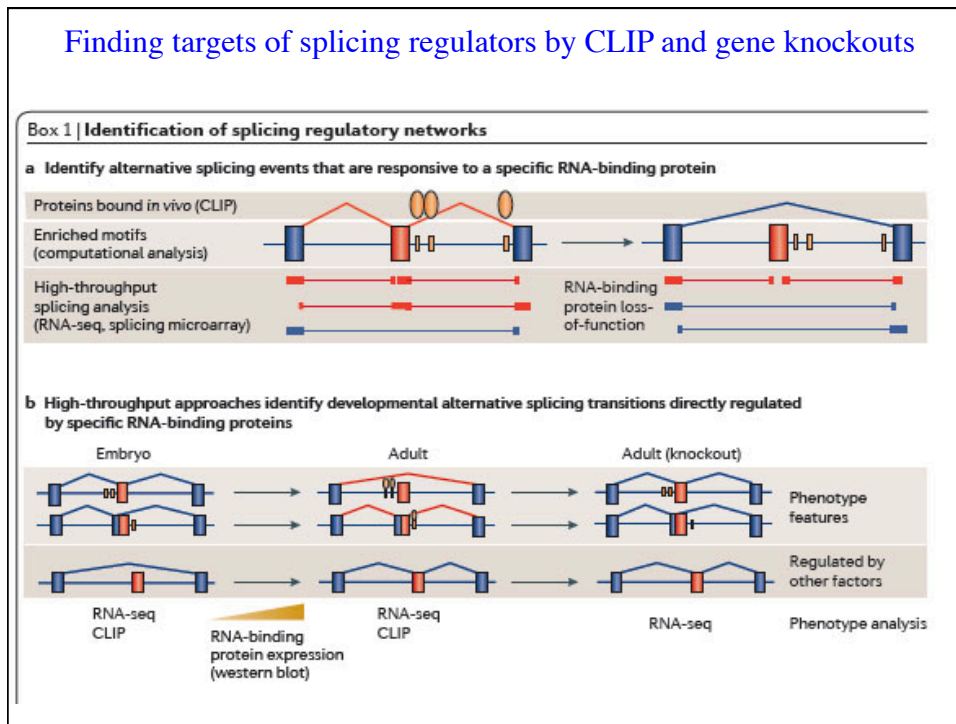 Finding targets of splicing regulators by CLIP and gene knockouts
Box 1 | Identification of splicing regulatory networks
a Identify alternative splicing events that are responsive to a specific RNA-binding protein
Proteins bound in vivo (CLIP)
Enriched motifs
(computational analysis)
High-throughput
splicing analysis
(RNA-seq, splicing microarray)
RNA-binding
protein loss-
of-function
b High-throughput approaches identify developmental alternative splicing transitions directly regulated
by specific RNA-binding proteins
Embryo
Adult
Adult (knockout)
Phenotype
features
Regulated by
other factors
RNA-seq
CLIP
RNA-binding
protein expression
(western blot)
RNA-seq
CLIP
RNA-seq
Phenotype analysis